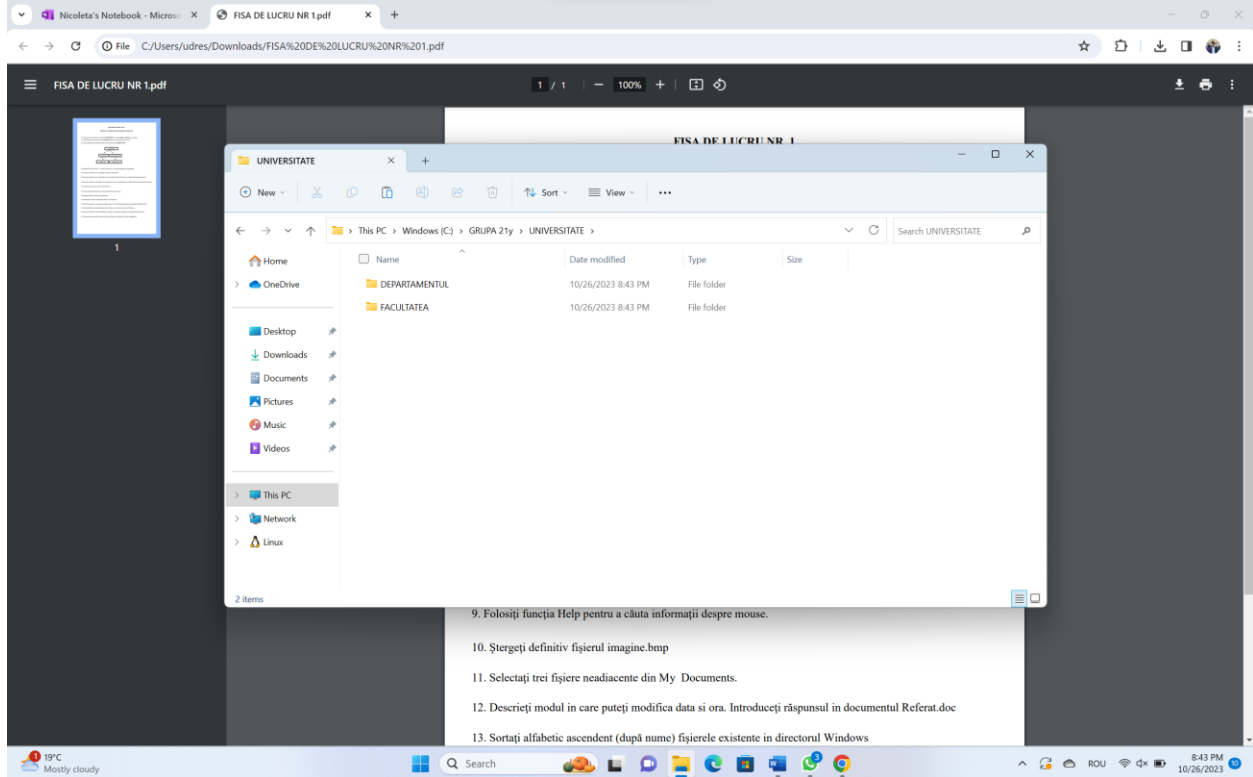 Nicoleta's Notebook - Microso
FISA DE LUCRU NR 1.pdf
File C:/Users/udres/Downloads/FISA%20DE%20LUCRU%20NR%201.pdf
FISA DE LUCRU NR 1.pdf
1 / 1
100%
1
FISA DE LUCRU NR. 1
UNIVERSITATE
New
Sort
View
This PC > Windows (C:) > GRUPA 21y > UNIVERSITATE >
Search UNIVERSITATE
Name Date modified Type Size
DEPARTAMENTUL 10/26/2023 8:43 PM File folder
FACULTATEA 10/26/2023 8:43 PM File folder
Home
OneDrive
Desktop
Downloads
Documents
Pictures
Music
Videos
This PC
Network
Linux
2 items
9. Folosiți funcția Help pentru a căuta informații despre mouse.
10. Ștergeți definitiv fișierul imagine.bmp
11. Selectați trei fișiere neadiacente din My Documents.
12. Descrieți modul in care puteți modifica data si ora. Introduceți răspunsul in documentul Referat.doc
13. Sortați alfabetic ascendent (după nume) fișierele existente in directorul Windows
1
19°C
Mostly cloudy
Search
3
ROU
8:43 PM
10/26/2023
10